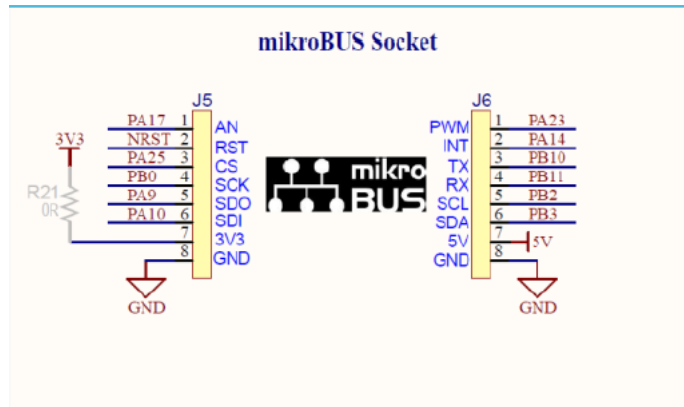 mikroBUS Socket
J5
PA17 1 AN
NRST 2 RST
PA25 3 CS
PB0 4 SCK
PA9 5 SDO
PA10 6 SDI
7 3V3
8 GND
3V3
R21
0R
GND
mikro
BUS
J6
PWM 1 PA23
INT 2 PA14
TX 3 PB10
RX 4 PB11
SCL 5 PB2
SDA 6 PB3
5V 7 5V
GND 8
GND